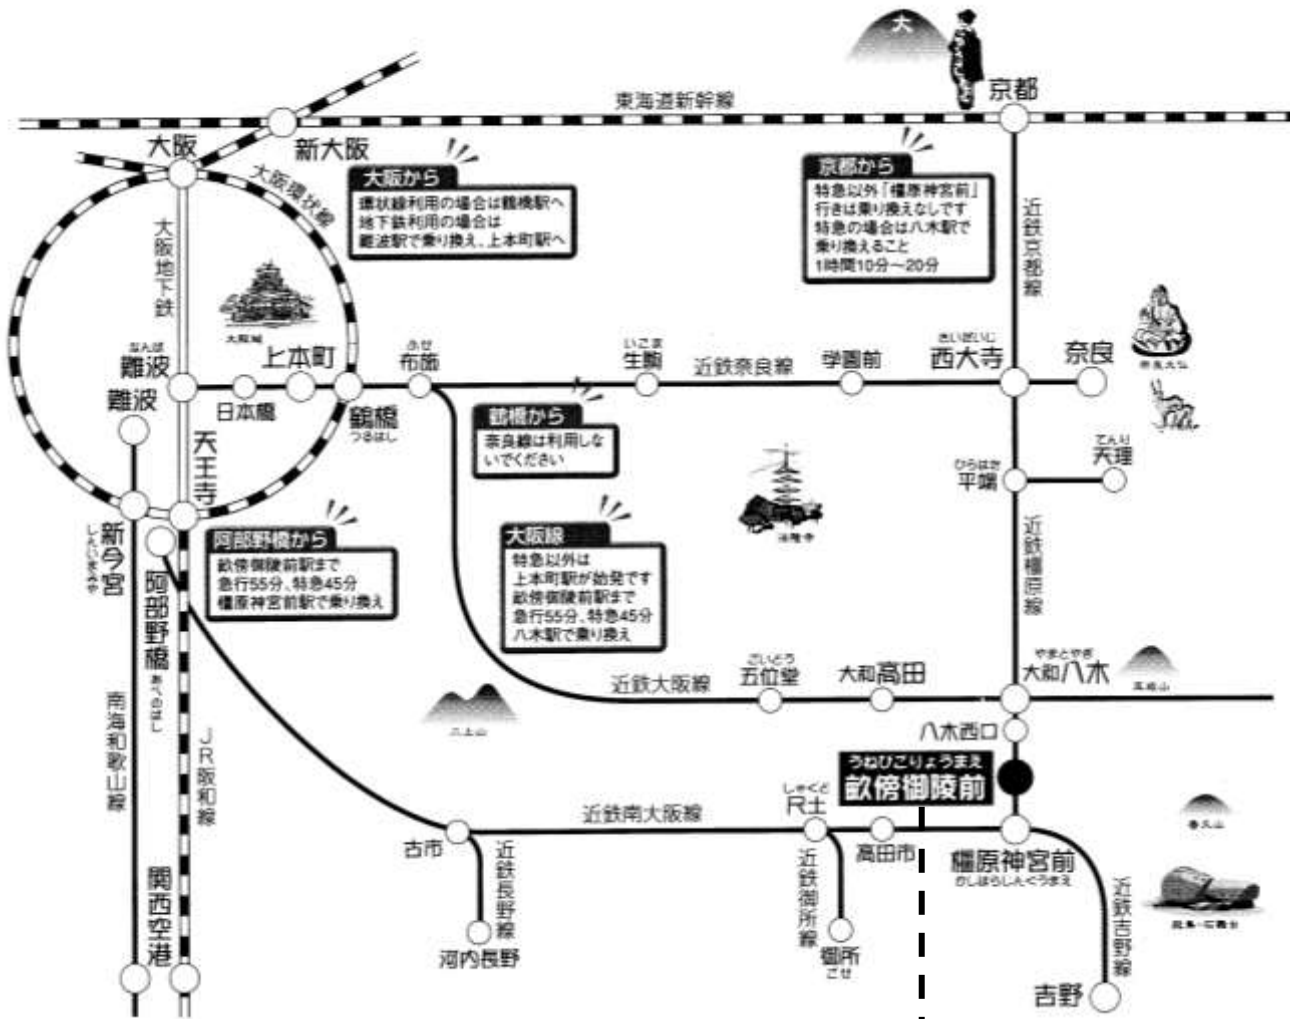 大
東海道新幹線
京都
大阪
新大阪
大阪環状線
大阪から
環状線利用の場合は鶴橋駅へ
地下鉄利用の場合は
難波駅で乗り換え、上本町駅へ
京都から
特急以外「橿原神宮前」
行きは乗り換えなしです
特急の場合は八木駅で
乗り換えること
1時間10分～20分
大阪地下鉄
近鉄京都線
大阪城
なんば
難波
難波
日本橋
上本町
鶴橋
つるはし
ふせ
布施
いこま
生駒
近鉄奈良線
学園前
さいだいじ
西大寺
奈良
奈良大仏
鶴橋から
奈良線は利用しな
いでください
ひらはた
平端
てんり
天理
天王寺
新今宮
しんいまみや
法隆寺
阿部野橋から
畝傍御陵前駅まで
急行55分、特急45分
橿原神宮前駅で乗り換え
大阪線
特急以外は
上本町駅が始発です
畝傍御陵前駅まで
急行55分、特急45分
八木駅で乗り換え
近鉄橿原線
阿部野橋
あべのはし
近鉄大阪線
ごいどう
五位堂
大和高田
やまとやぎ
大和八木
耳成山
二上山
八木西口
南海和歌山線
JR阪和線
うねびごりょうまえ
畝傍御陵前
しゃくど
尺土
近鉄南大阪線
香久山
古市
高田市
橿原神宮前
かしはらしんぐうまえ
近鉄長野線
近鉄御所線
近鉄吉野線
飛鳥・石舞台
関西空港
河内長野
御所
ごせ
吉野